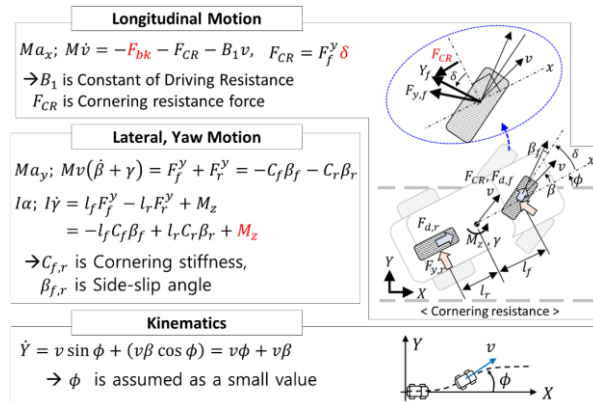 Longitudinal Motion
Ma_x; Mv̇ = −F_bk − F_CR − B_1v, F_CR = F_f^y δ
→B_1 is Constant of Driving Resistance
F_CR is Cornering resistance force
Lateral, Yaw Motion
Ma_y; Mv(β̇ + γ) = F_f^y + F_r^y = −C_fβ_f − C_rβ_r
Iα; Iγ̇ = l_fF_f^y − l_rF_r^y + M_z
= −l_fC_fβ_f + l_rC_rβ_r + M_z
→C_f,r is Cornering stiffness,
β_f,r is Side-slip angle
Kinematics
Ẏ = v sin ϕ + (vβ cos ϕ) = vϕ + vβ
→ ϕ is assumed as a small value
F_CR
Y_f
δ
v
x
F_y,f
β_f
δ
v
x
ϕ
β
F_CR, F_d,f
v
F_d,r
M_z, γ
F_y,r
Y
X
l_r
l_f
< Cornering resistance >
Y
v
ϕ
X